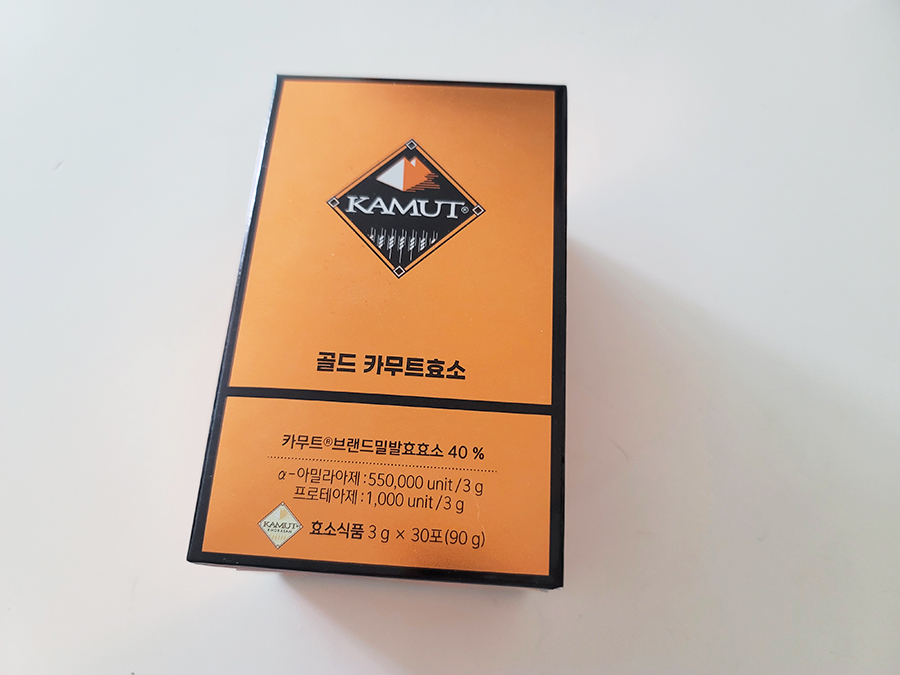 KAMUT®
골드 카무트효소
카무트®브랜드밀발효효소 40 %
α-아밀라아제 : 550,000 unit / 3 g
프로테아제 : 1,000 unit / 3 g
KAMUT®
KHORASAN
효소식품 3 g × 30포 (90 g)